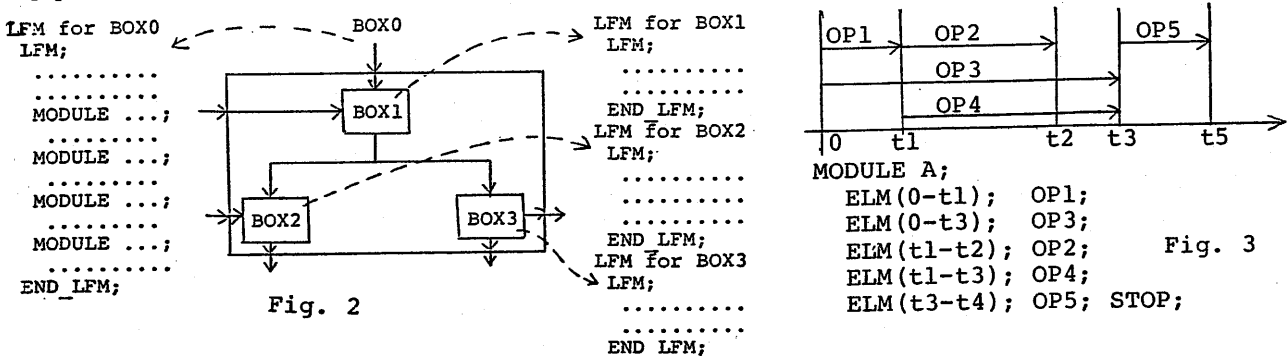 LFM for BOX0
LFM;
..........
..........
MODULE ...;
.........
MODULE ...;
.........
MODULE ...;
.........
MODULE ...;
..........
END_LFM;
BOX0
BOX1
BOX2
BOX3
Fig. 2
LFM for BOX1
LFM;
..........
..........
END_LFM;
LFM for BOX2
LFM;
..........
..........
..........
END_LFM;
LFM for BOX3
LFM;
..........
..........
END LFM;
OP1 OP2 OP5
OP3
OP4
0 t1 t2 t3 t5
MODULE A;
ELM(0-t1); OP1;
ELM(0-t3); OP3;
ELM(t1-t2); OP2;
ELM(t1-t3); OP4;
ELM(t3-t4); OP5; STOP;
Fig. 3